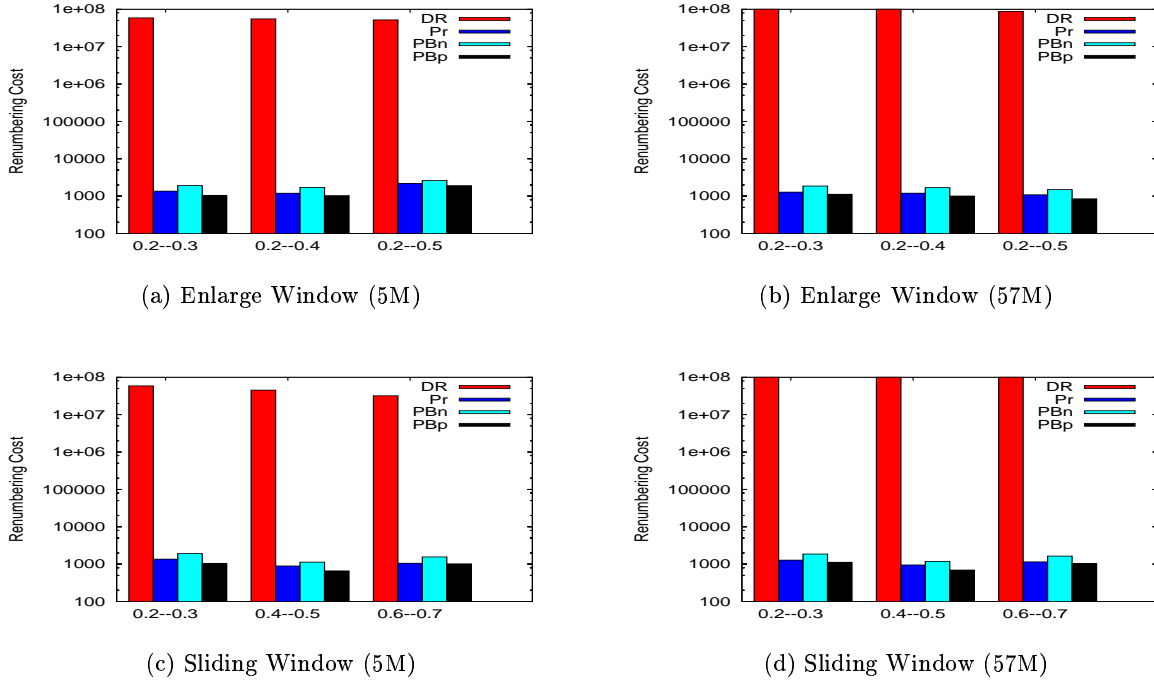 Renumbering Cost
1e+08
1e+07
1e+06
100000
10000
1000
100
DR
Pr
PBn
PBp
0.2--0.3 0.2--0.4 0.2--0.5
(a) Enlarge Window (5M)
Renumbering Cost
1e+08
1e+07
1e+06
100000
10000
1000
100
DR
Pr
PBn
PBp
0.2--0.3 0.2--0.4 0.2--0.5
(b) Enlarge Window (57M)
Renumbering Cost
1e+08
1e+07
1e+06
100000
10000
1000
100
DR
Pr
PBn
PBp
0.2--0.3 0.4--0.5 0.6--0.7
(c) Sliding Window (5M)
Renumbering Cost
1e+08
1e+07
1e+06
100000
10000
1000
100
DR
Pr
PBn
PBp
0.2--0.3 0.4--0.5 0.6--0.7
(d) Sliding Window (57M)